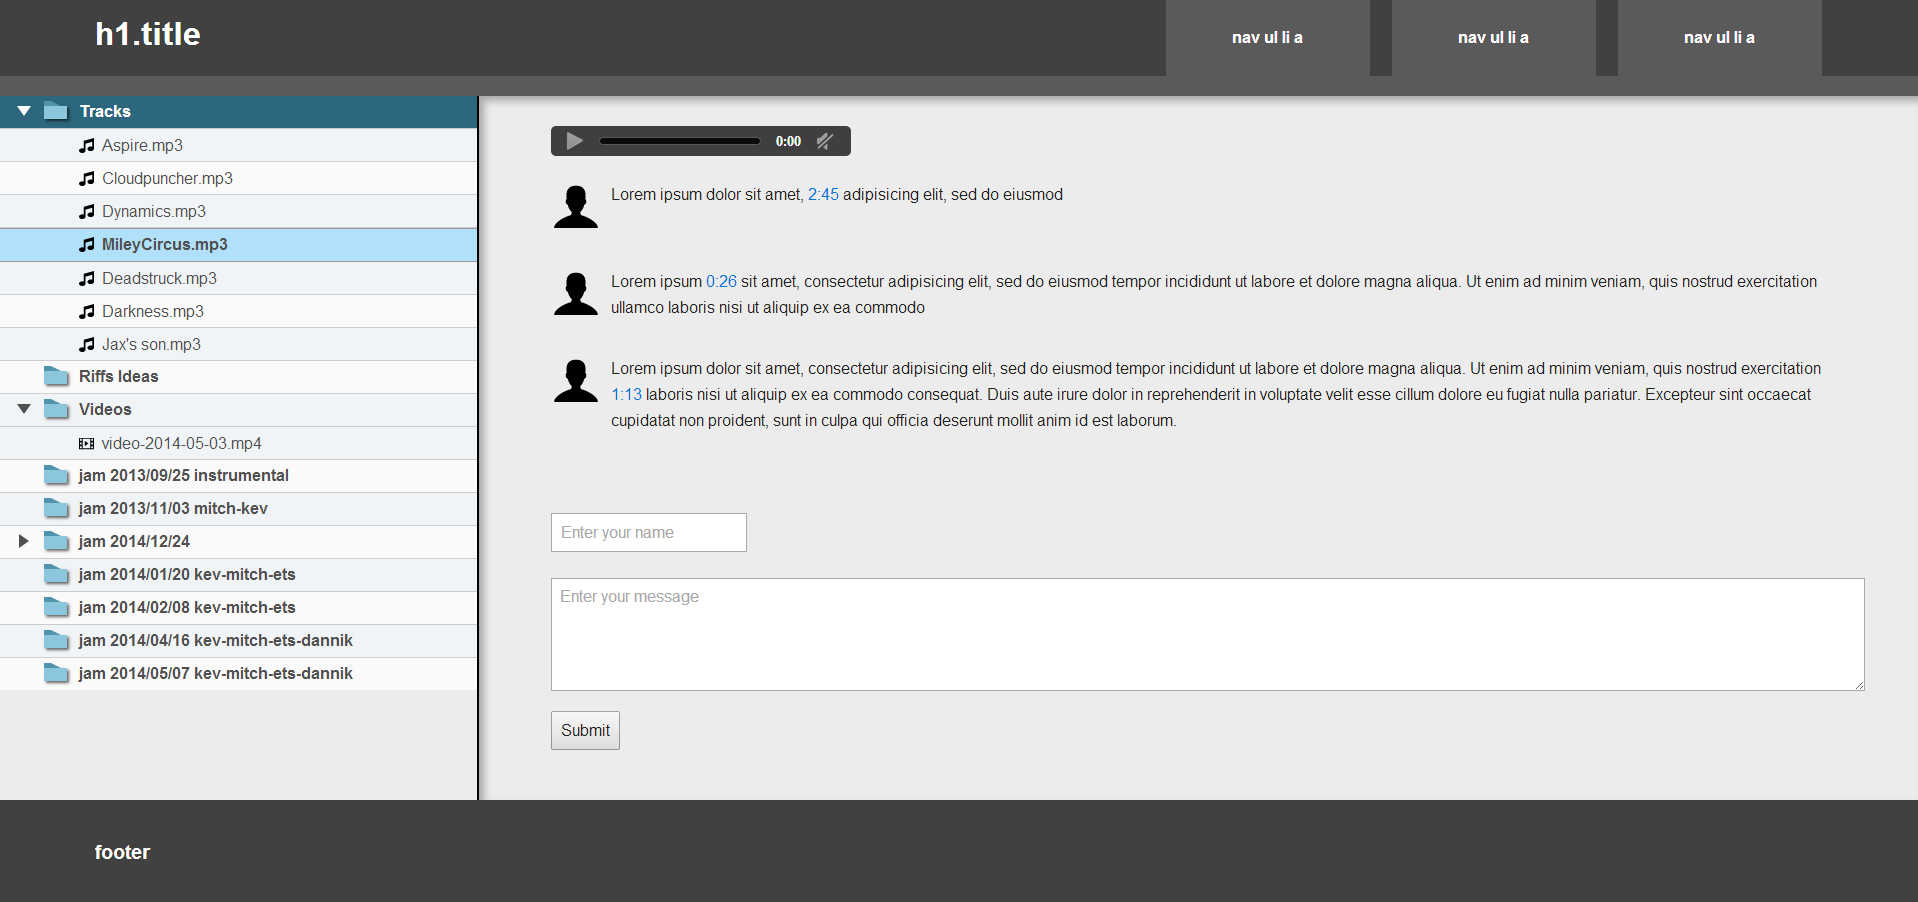 h1.title
nav ul li a
nav ul li a
nav ul li a
Tracks
Aspire.mp3
Cloudpuncher.mp3
Dynamics.mp3
MileyCircus.mp3
Deadstruck.mp3
Darkness.mp3
Jax's son.mp3
Riffs Ideas
Videos
video-2014-05-03.mp4
jam 2013/09/25 instrumental
jam 2013/11/03 mitch-kev
jam 2014/12/24
jam 2014/01/20 kev-mitch-ets
jam 2014/02/08 kev-mitch-ets
jam 2014/04/16 kev-mitch-ets-dannik
jam 2014/05/07 kev-mitch-ets-dannik
0:00
Lorem ipsum dolor sit amet, 2:45 adipisicing elit, sed do eiusmod
Lorem ipsum 0:26 sit amet, consectetur adipisicing elit, sed do eiusmod tempor incididunt ut labore et dolore magna aliqua. Ut enim ad minim veniam, quis nostrud exercitation
ullamco laboris nisi ut aliquip ex ea commodo
Lorem ipsum dolor sit amet, consectetur adipisicing elit, sed do eiusmod tempor incididunt ut labore et dolore magna aliqua. Ut enim ad minim veniam, quis nostrud exercitation
1:13 laboris nisi ut aliquip ex ea commodo consequat. Duis aute irure dolor in reprehenderit in voluptate velit esse cillum dolore eu fugiat nulla pariatur. Excepteur sint occaecat
cupidatat non proident, sunt in culpa qui officia deserunt mollit anim id est laborum.
Enter your name
Enter your message
Submit
footer